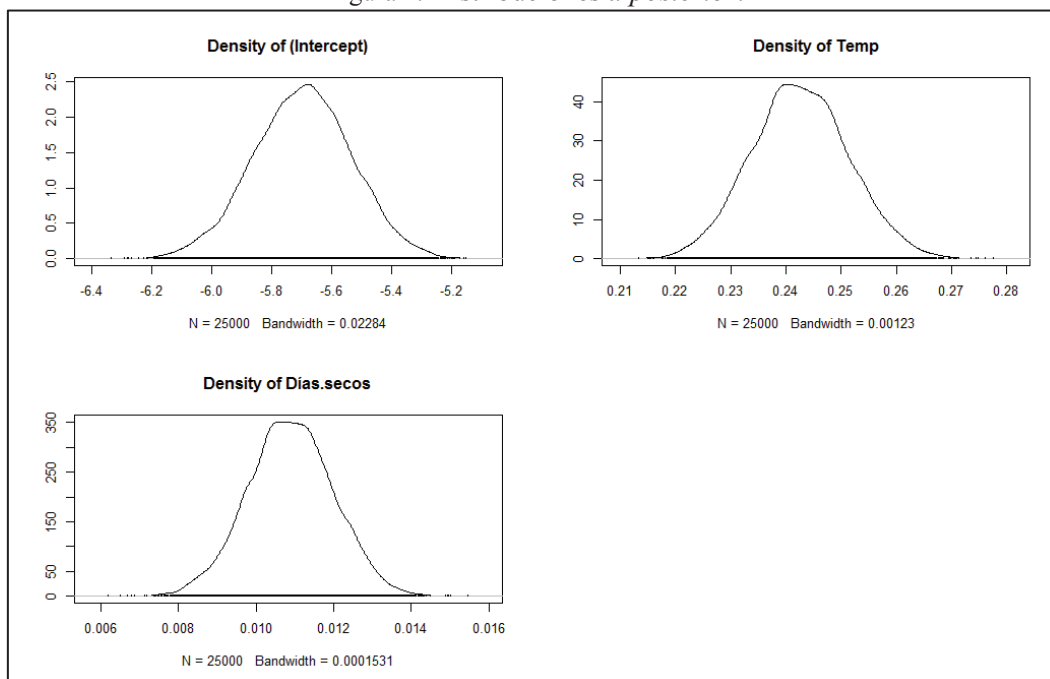 Figura Distribuciones a posteriori
Density of (Intercept)
2.5
2.0
1.5
1.0
0.5
0.0
-6.4 -6.2 -6.0 -5.8 -5.6 -5.4 -5.2
N = 25000 Bandwidth = 0.02284
Density of Temp
40
30
20
10
0
0.21 0.22 0.23 0.24 0.25 0.26 0.27 0.28
N = 25000 Bandwidth = 0.00123
Density of Días.secos
350
250
150
50
0
0.006 0.008 0.010 0.012 0.014 0.016
N = 25000 Bandwidth = 0.0001531